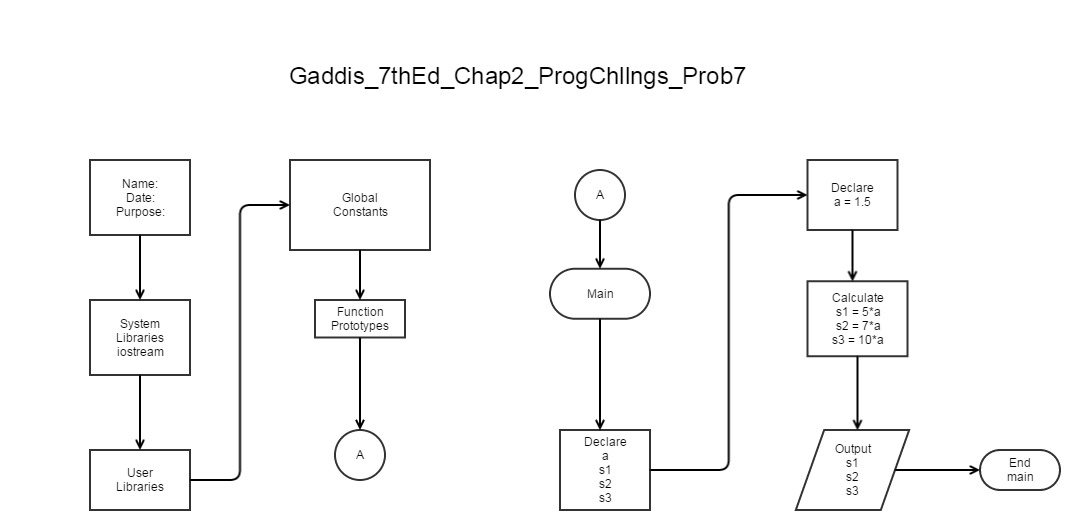 Gaddis_7thEd_Chap2_ProgChllngs_Prob7
Name:
Date:
Purpose:
System
Libraries
iostream
User
Libraries
Global
Constants
Function
Prototypes
A
A
Main
Declare
a
s1
s2
s3
Declare
a = 1.5
Calculate
s1 = 5*a
s2 = 7*a
s3 = 10*a
Output
s1
s2
s3
End
main